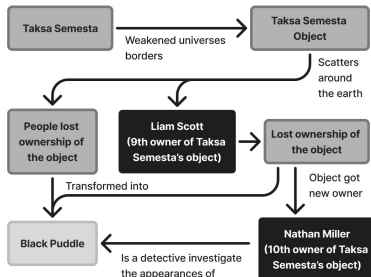 Taksa Semesta
Weakened universes
borders
Taksa Semesta
Object
Scatters
around
the earth
People lost
ownership of
the object
Liam Scott
(9th owner of Taksa
Semesta's object)
Lost ownership of
the object
Transformed into
Object got
new owner
Black Puddle
Is a detective investigate
the appearances of
Nathan Miller
(10th owner of Taksa
Semesta's object)